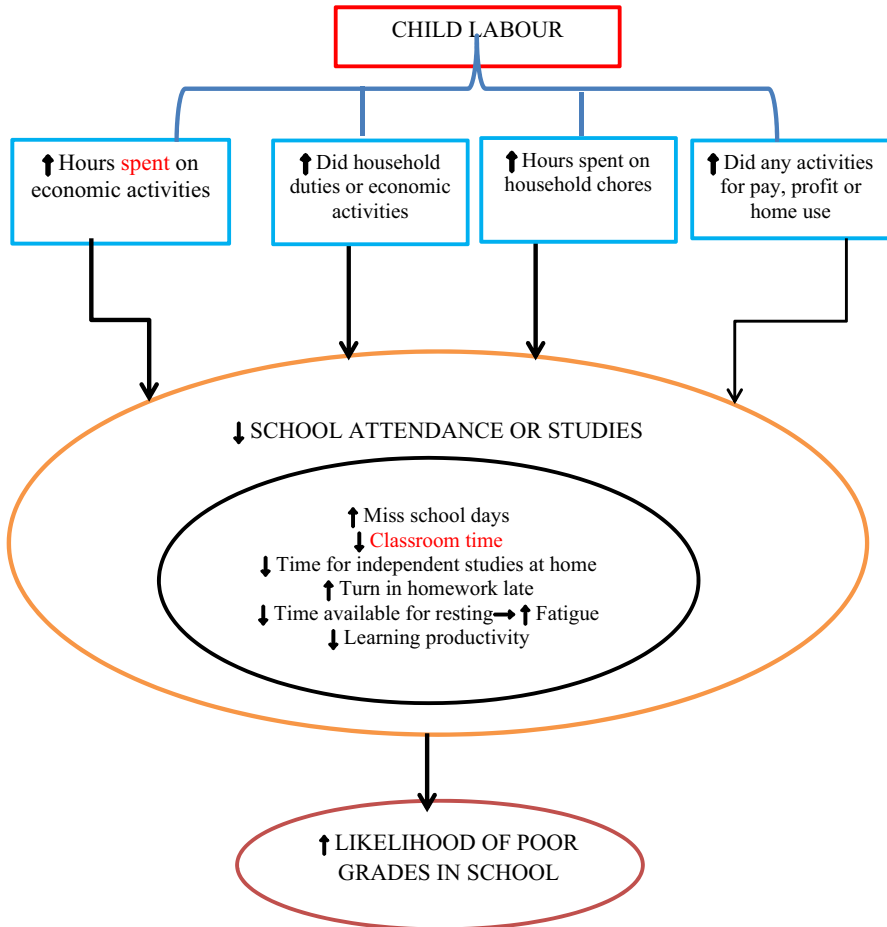 CHILD LABOUR
⬆ Hours spent on
economic activities
⬆ Did household
duties or economic
activities
⬆ Hours spent on
household chores
⬆ Did any activities
for pay, profit or
home use
⬇ SCHOOL ATTENDANCE OR STUDIES
⬆ Miss school days
⬇ Classroom time
⬇ Time for independent studies at home
⬆ Turn in homework late
⬇ Time available for resting➡⬆ Fatigue
⬇ Learning productivity
⬆ LIKELIHOOD OF POOR
GRADES IN SCHOOL